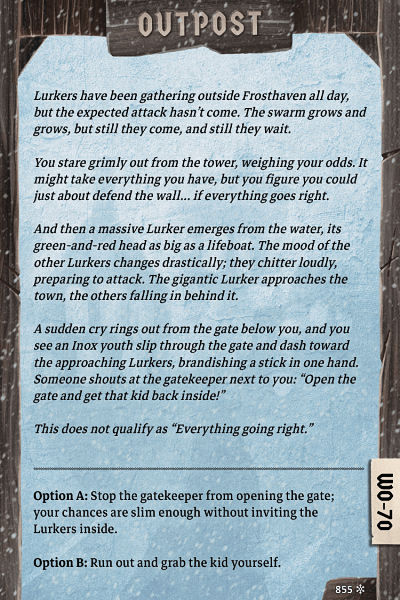 OUTPOST
Lurkers have been gathering outside Frosthaven all day,
but the expected attack hasn't come. The swarm grows and
grows, but still they come, and still they wait.
You stare grimly out from the tower, weighing your odds. It
might take everything you have, but you figure you could
just about defend the wall... if everything goes right.
And then a massive Lurker emerges from the water, its
green-and-red head as big as a lifeboat. The mood of the
other Lurkers changes drastically; they chitter loudly,
preparing to attack. The gigantic Lurker approaches the
town, the others falling in behind it.
A sudden cry rings out from the gate below you, and you
see an Inox youth slip through the gate and dash toward
the approaching Lurkers, brandishing a stick in one hand.
Someone shouts at the gatekeeper next to you: “Open the
gate and get that kid back inside!”
This does not qualify as “Everything going right.”
Option A: Stop the gatekeeper from opening the gate;
your chances are slim enough without inviting the
Lurkers inside.
Option B: Run out and grab the kid yourself.
WO-70
855